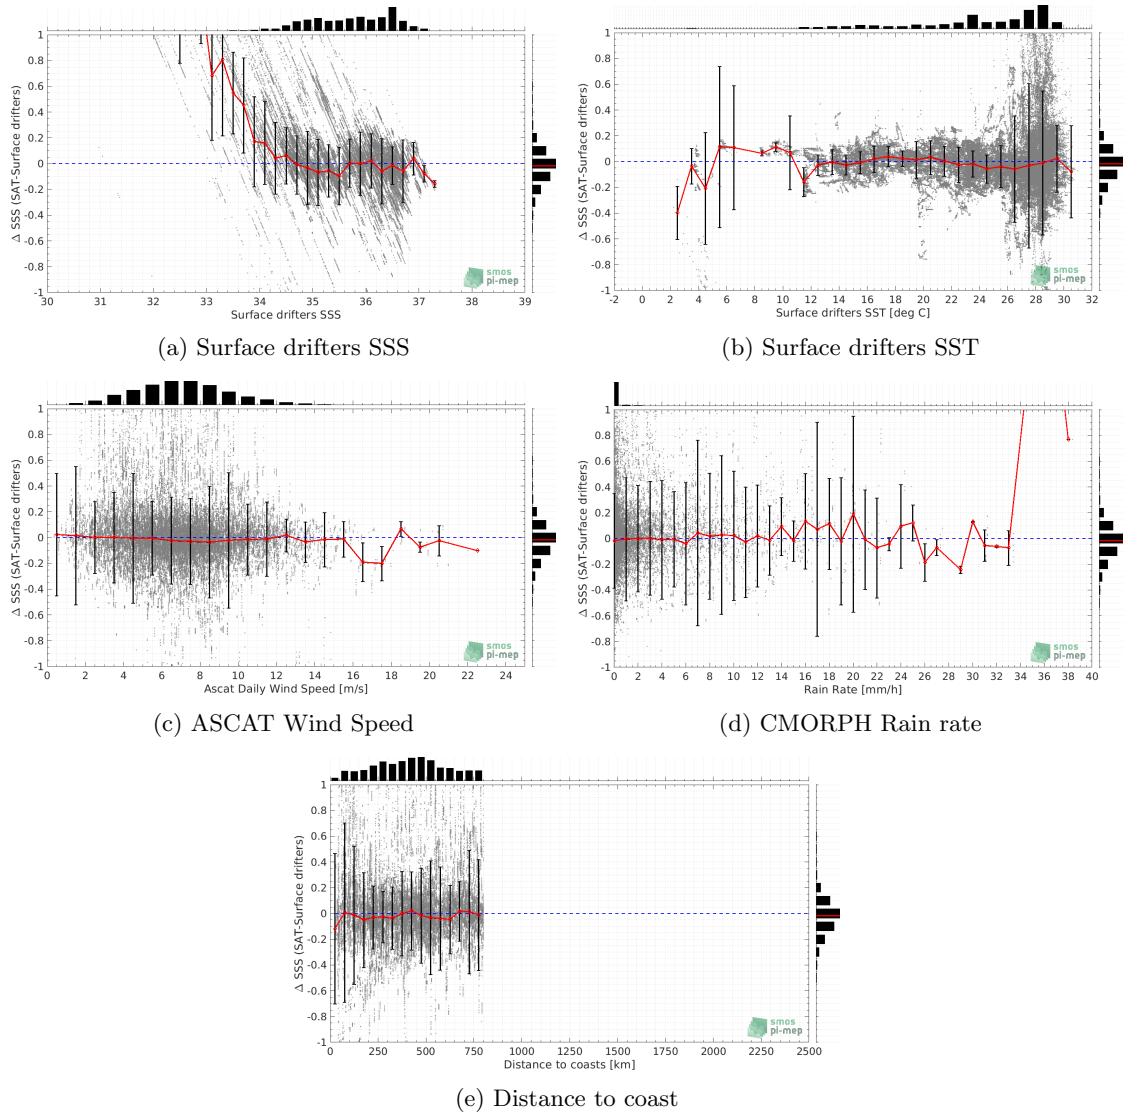 Δ SSS (SAT-Surface drifters)
1
0.8
0.6
0.4
0.2
0
-0.2
-0.4
-0.6
-0.8
-1
30 31 32 33 34 35 36 37 38 39
Surface drifters SSS
smos
pi-mep
(a) Surface drifters SSS
Δ SSS (SAT-Surface drifters)
1
0.8
0.6
0.4
0.2
0
-0.2
-0.4
-0.6
-0.8
-1
-2 0 2 4 6 8 10 12 14 16 18 20 22 24 26 28 30 32
Surface drifters SST [deg C]
smos
pi-mep
(b) Surface drifters SST
Δ SSS (SAT-Surface drifters)
1
0.8
0.6
0.4
0.2
0
-0.2
-0.4
-0.6
-0.8
-1
0 2 4 6 8 10 12 14 16 18 20 22 24
Ascat Daily Wind Speed [m/s]
smos
pi-mep
(c) ASCAT Wind Speed
Δ SSS (SAT-Surface drifters)
1
0.8
0.6
0.4
0.2
0
-0.2
-0.4
-0.6
-0.8
-1
0 2 4 6 8 10 12 14 16 18 20 22 24 26 28 30 32 34 36 38 40
Rain Rate [mm/h]
smos
pi-mep
(d) CMORPH Rain rate
Δ SSS (SAT-Surface drifters)
1
0.8
0.6
0.4
0.2
0
-0.2
-0.4
-0.6
-0.8
-1
0 250 500 750 1000 1250 1500 1750 2000 2250 2500
Distance to coasts [km]
smos
pi-mep
(e) Distance to coast